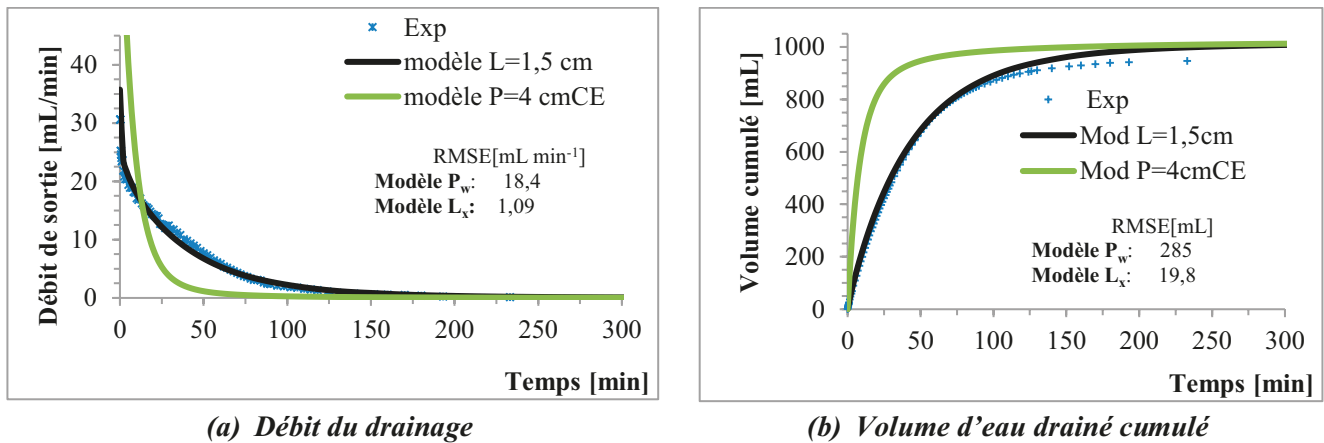 Débit de sortie [mL/min]
40
30
20
10
0
0
50
100
150
200
250
300
Temps [min]
Exp
modèle L=1,5 cm
modèle P=4 cmCE
RMSE[mL min⁻¹]
Modèle Pw: 18,4
Modèle Lx: 1,09
(a) Débit du drainage
Volume cumulé [mL]
1000
800
600
400
200
0
0
50
100
150
200
250
300
Temps [min]
Exp
Mod L=1,5cm
Mod P=4cmCE
RMSE[mL]
Modèle Pw: 285
Modèle Lx: 19,8
(b) Volume d'eau drainé cumulé